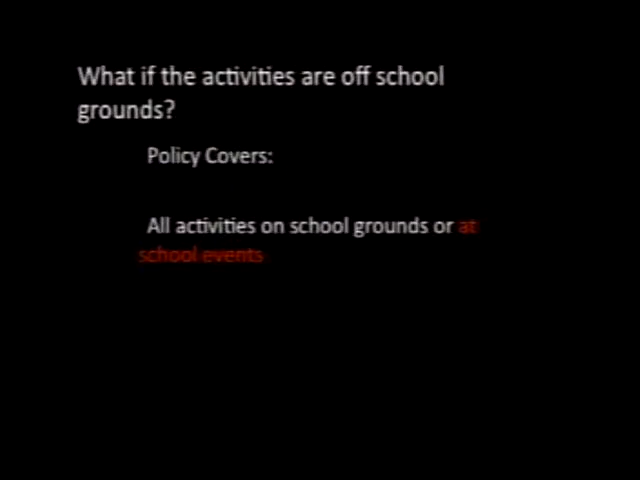 What if the activities are off school
grounds?
Policy Covers:
All activities on school grounds or at
school events